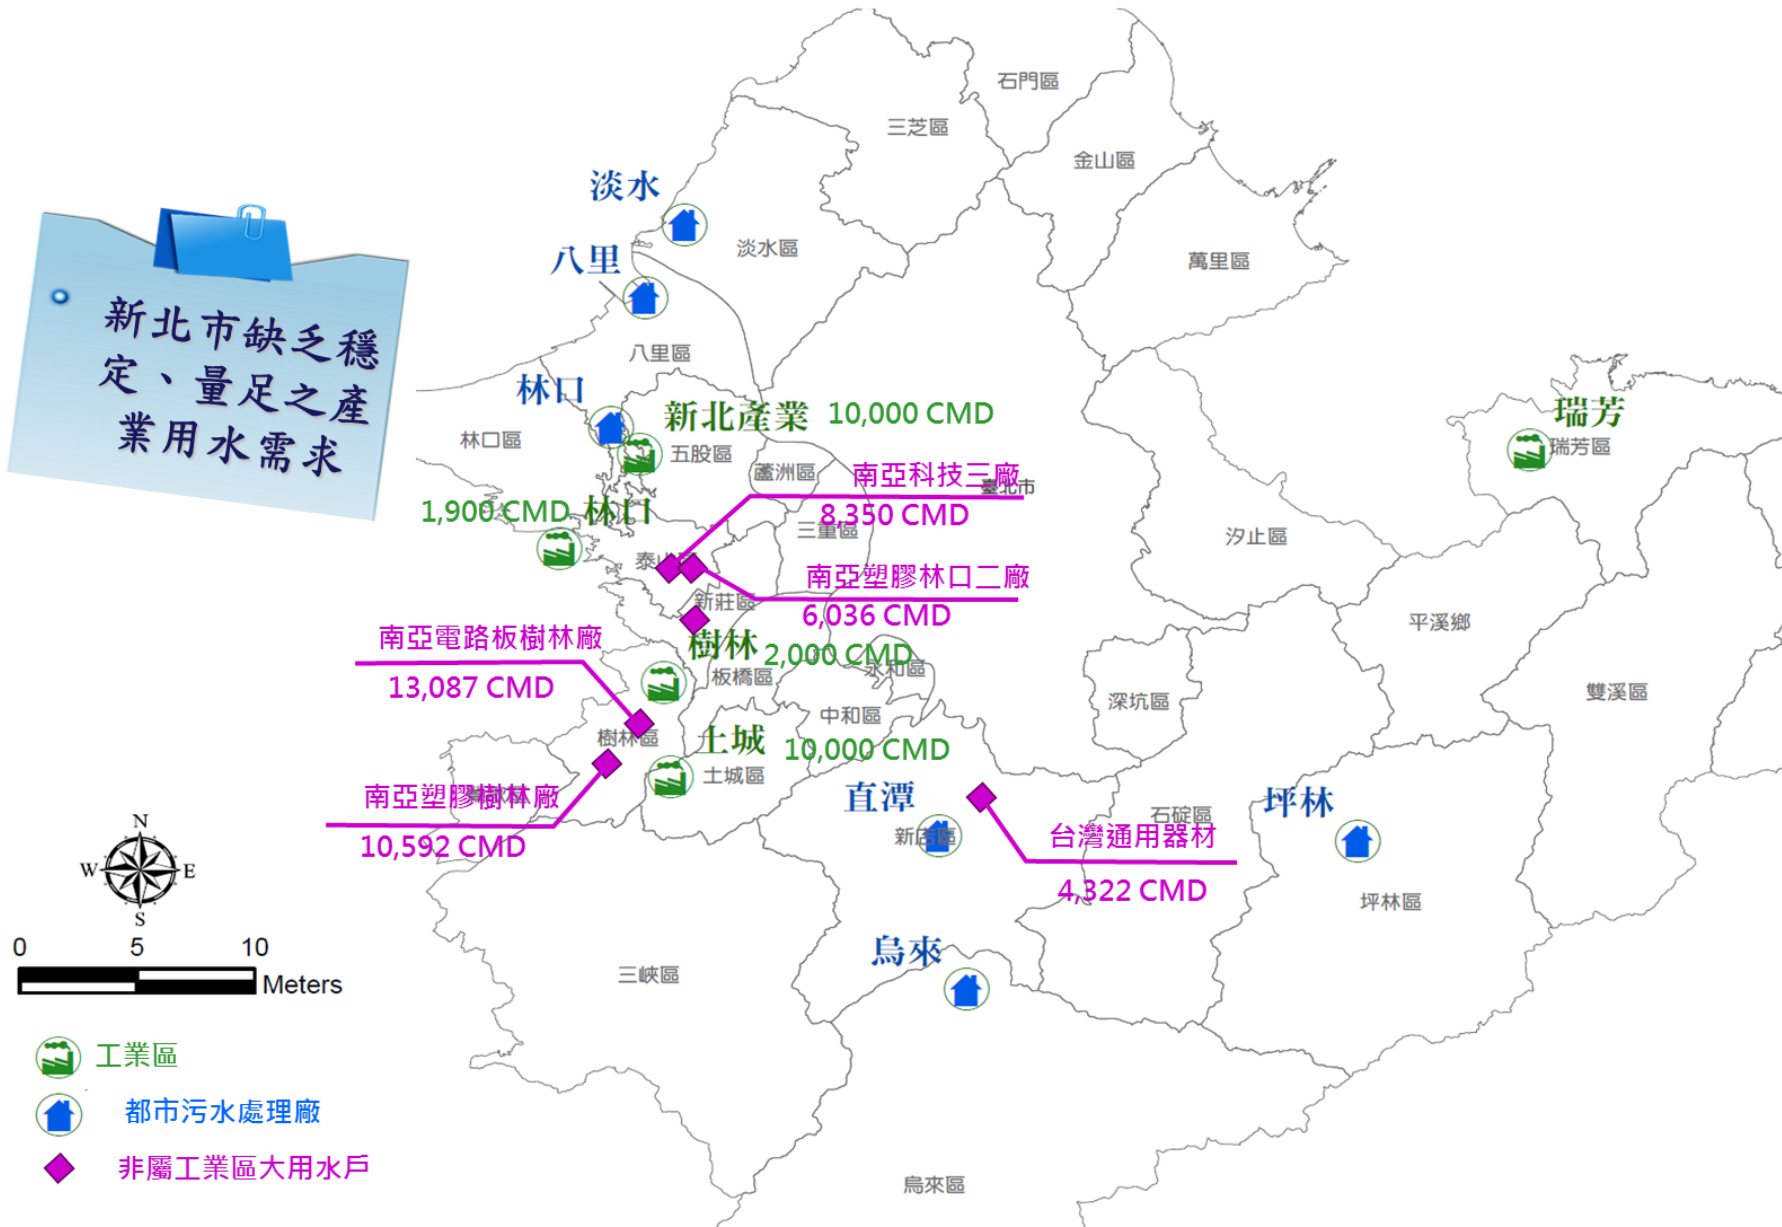 石門區
三芝區
金山區
淡水
淡水區
八里
萬里區
新北市缺乏穩
定、量足之產
業用水需求
八里區
林口
新北產業 10,000 CMD
瑞芳
林口區
五股區
瑞芳區
蘆洲區
南亞科技三廠
臺北市
1,900 CMD 林口
8,350 CMD
三重區
汐止區
泰山區
南亞塑膠林口二廠
新莊區
6,036 CMD
平溪鄉
南亞電路板樹林廠
樹林 2,000 CMD
永和區
板橋區
13,087 CMD
雙溪區
深坑區
中和區
樹林區
土城 10,000 CMD
土城區
南亞塑膠樹林廠
直潭
坪林
石碇區
新店區
台灣通用器材
10,592 CMD
4,322 CMD
坪林區
N
W E
S
烏來
0 5 10
Meters
三峽區
工業區
都市污水處理廠
非屬工業區大用水戶
烏來區